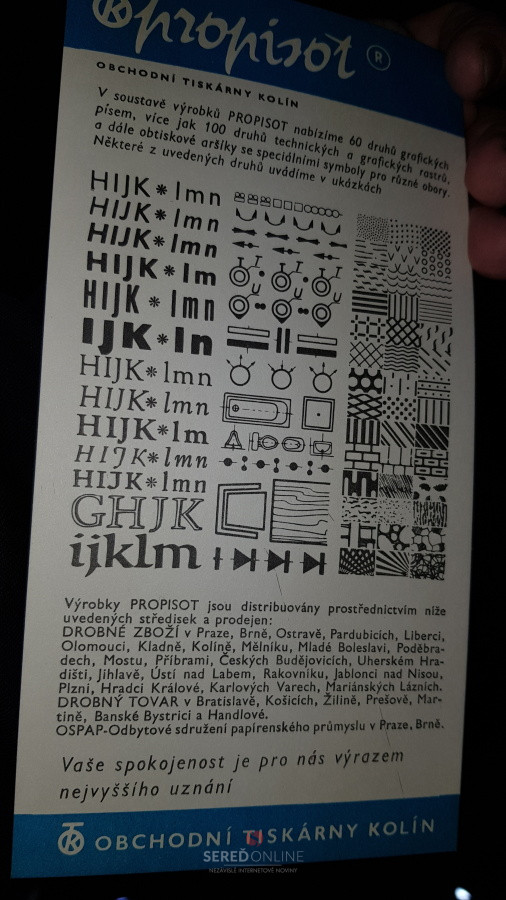 propisot ®
OBCHODNÍ TISKÁRNY KOLÍN
V soustavě výrobků PROPISOT nabízíme 60 druhů grafických
písem, více jak 100 druhů technických a grafických rastrů,
a dále obtiskové aršíky se speciálními symboly pro různé obory.
Některé z uvedených druhů uvádíme v ukázkách
HIJK*lmn
HIJK*lmn
HIJK*lmn
HIJK*lm
HIJK*lmn
IJK*ln
HIJK*lmn
HIJK*lmn
HIJK*lm
HIJK*lmn
HIJK*lmn
GHJK
ijklm
Výrobky PROPISOT jsou distribuovány prostřednictvím níže
uvedených středisek a prodejen:
DROBNÉ ZBOŽÍ v Praze, Brně, Ostravě, Pardubicích, Liberci,
Olomouci, Kladně, Kolíně, Mělníku, Mladé Boleslavi, Poděbra-
dech, Mostu, Příbrami, Českých Budějovicích, Uherském Hra-
dišti, Jihlavě, Ústí nad Labem, Rakovníku, Jablonci nad Nisou,
Plzni, Hradci Králové, Karlových Varech, Mariánských Lázních.
DROBNÝ TOVAR v Bratislavě, Košicích, Žilině, Prešově, Mar-
tině, Banské Bystrici a Handlové.
OSPAP-Odbytové sdružení papírenského průmyslu v Praze, Brně.
Vaše spokojenost je pro nás výrazem
nejvyššího uznání
OBCHODNÍ TISKÁRNY KOLÍN
SEREĎONLINE
NEZÁVISLÉ INTERNETOVÉ NOVINY